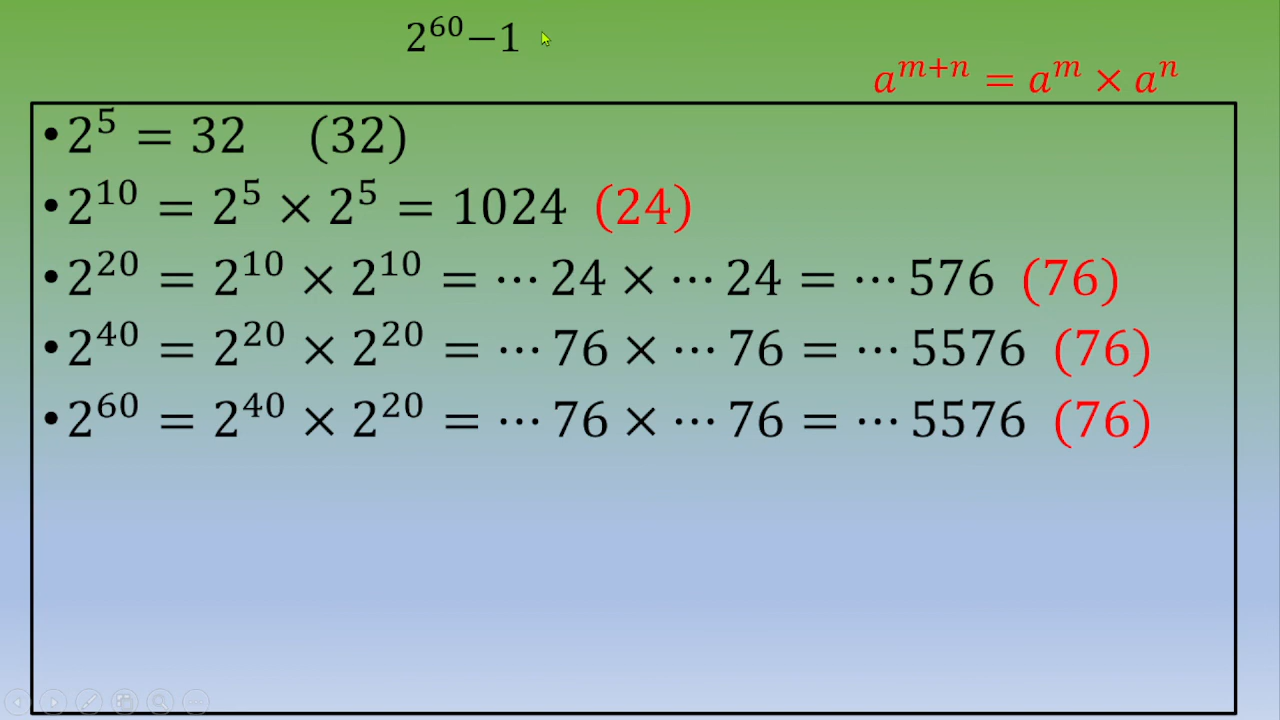 2⁶⁰−1
aᵐ⁺ⁿ = aᵐ × aⁿ
•2⁵ = 32 (32)
•2¹⁰ = 2⁵ × 2⁵ = 1024 (24)
•2²⁰ = 2¹⁰ × 2¹⁰ = ⋯24 × ⋯24 = ⋯576 (76)
•2⁴⁰ = 2²⁰ × 2²⁰ = ⋯76 × ⋯76 = ⋯5576 (76)
•2⁶⁰ = 2⁴⁰ × 2²⁰ = ⋯76 × ⋯76 = ⋯5576 (76)